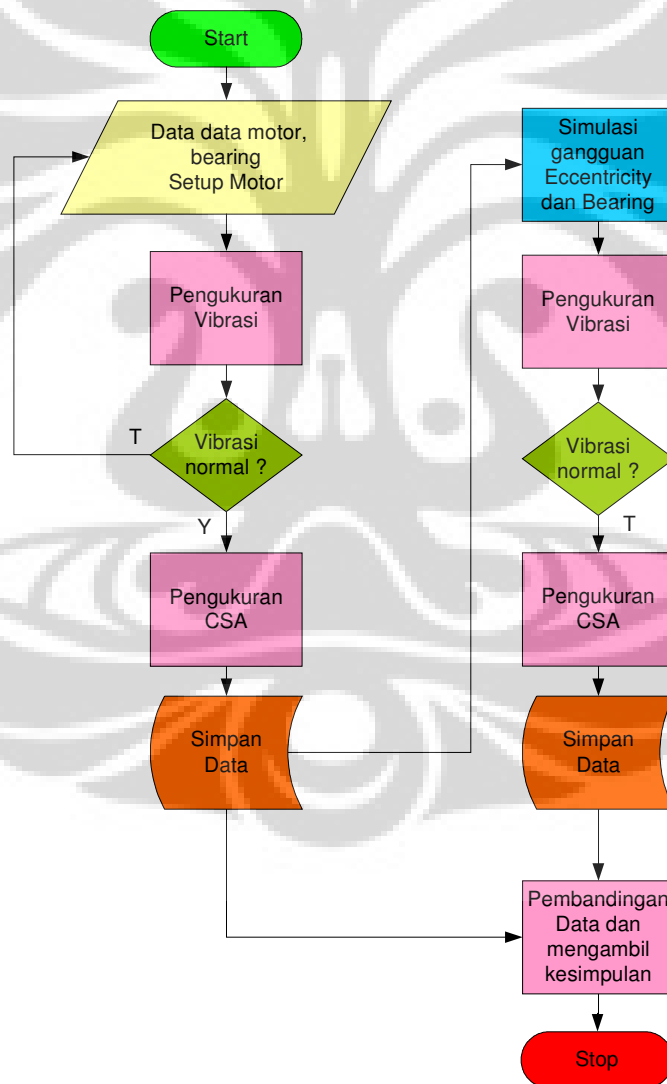 Start
Data data motor,
bearing
Setup Motor
Pengukuran
Vibrasi
T
Vibrasi
normal ?
Y
Pengukuran
CSA
Simpan
Data
Simulasi
gangguan
Eccentricity
dan Bearing
Pengukuran
Vibrasi
Vibrasi
normal ?
T
Pengukuran
CSA
Simpan
Data
Pembandingan
Data dan
mengambil
kesimpulan
Stop